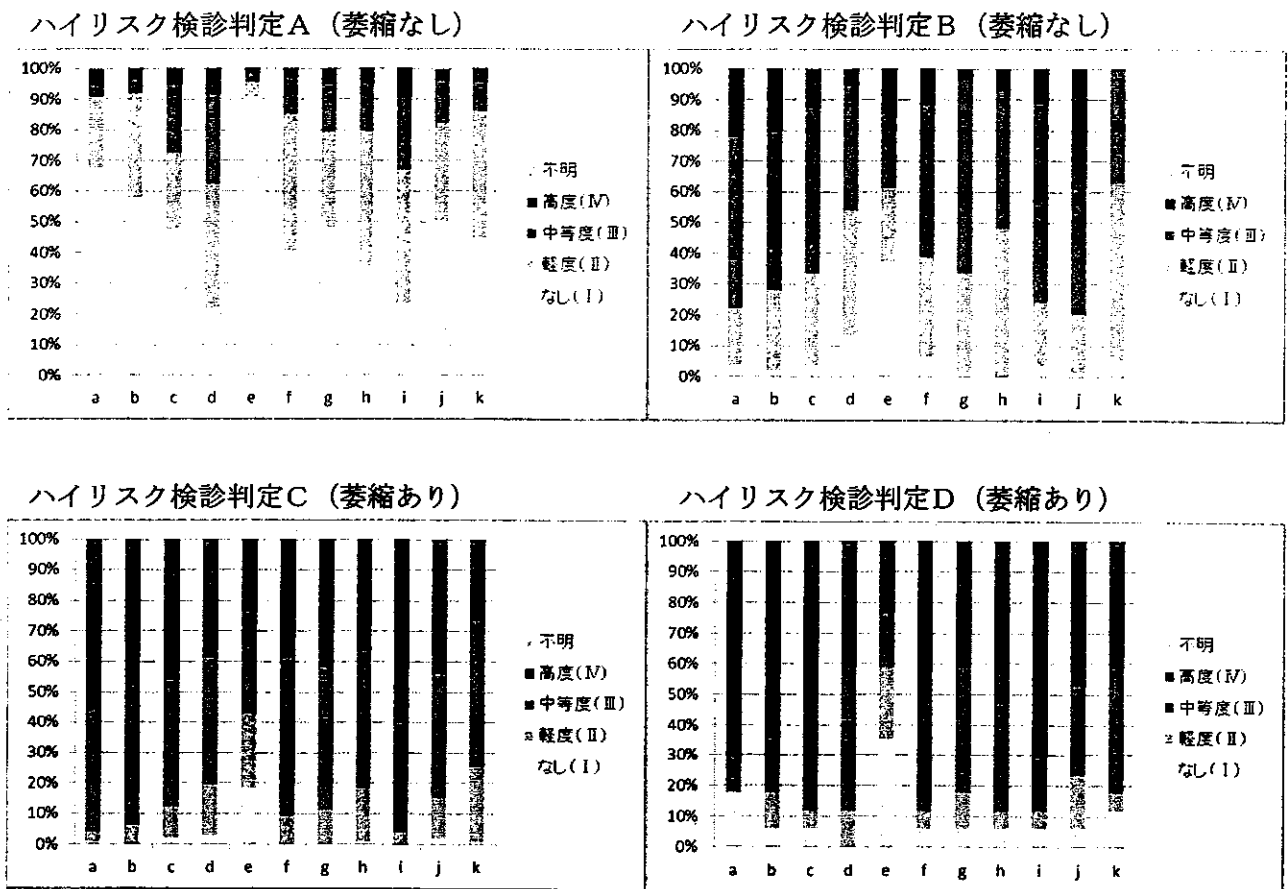 ハイリスク検診判定A (萎縮なし)
100%
90%
80%
70%
60%
50%
40%
30%
20%
10%
0%
a b c d e f g h i j k
不明
高度(Ⅳ)
中等度(Ⅲ)
軽度(Ⅱ)
なし(Ⅰ)
ハイリスク検診判定B (萎縮なし)
100%
90%
80%
70%
60%
50%
40%
30%
20%
10%
0%
a b c d e f g h i j k
不明
高度(Ⅳ)
中等度(Ⅲ)
軽度(Ⅱ)
なし(Ⅰ)
ハイリスク検診判定C (萎縮あり)
100%
90%
80%
70%
60%
50%
40%
30%
20%
10%
0%
a b c d e f g h i j k
不明
高度(Ⅳ)
中等度(Ⅲ)
軽度(Ⅱ)
なし(Ⅰ)
ハイリスク検診判定D (萎縮あり)
100%
90%
80%
70%
60%
50%
40%
30%
20%
10%
0%
a b c d e f g h i j k
不明
高度(Ⅳ)
中等度(Ⅲ)
軽度(Ⅱ)
なし(Ⅰ)